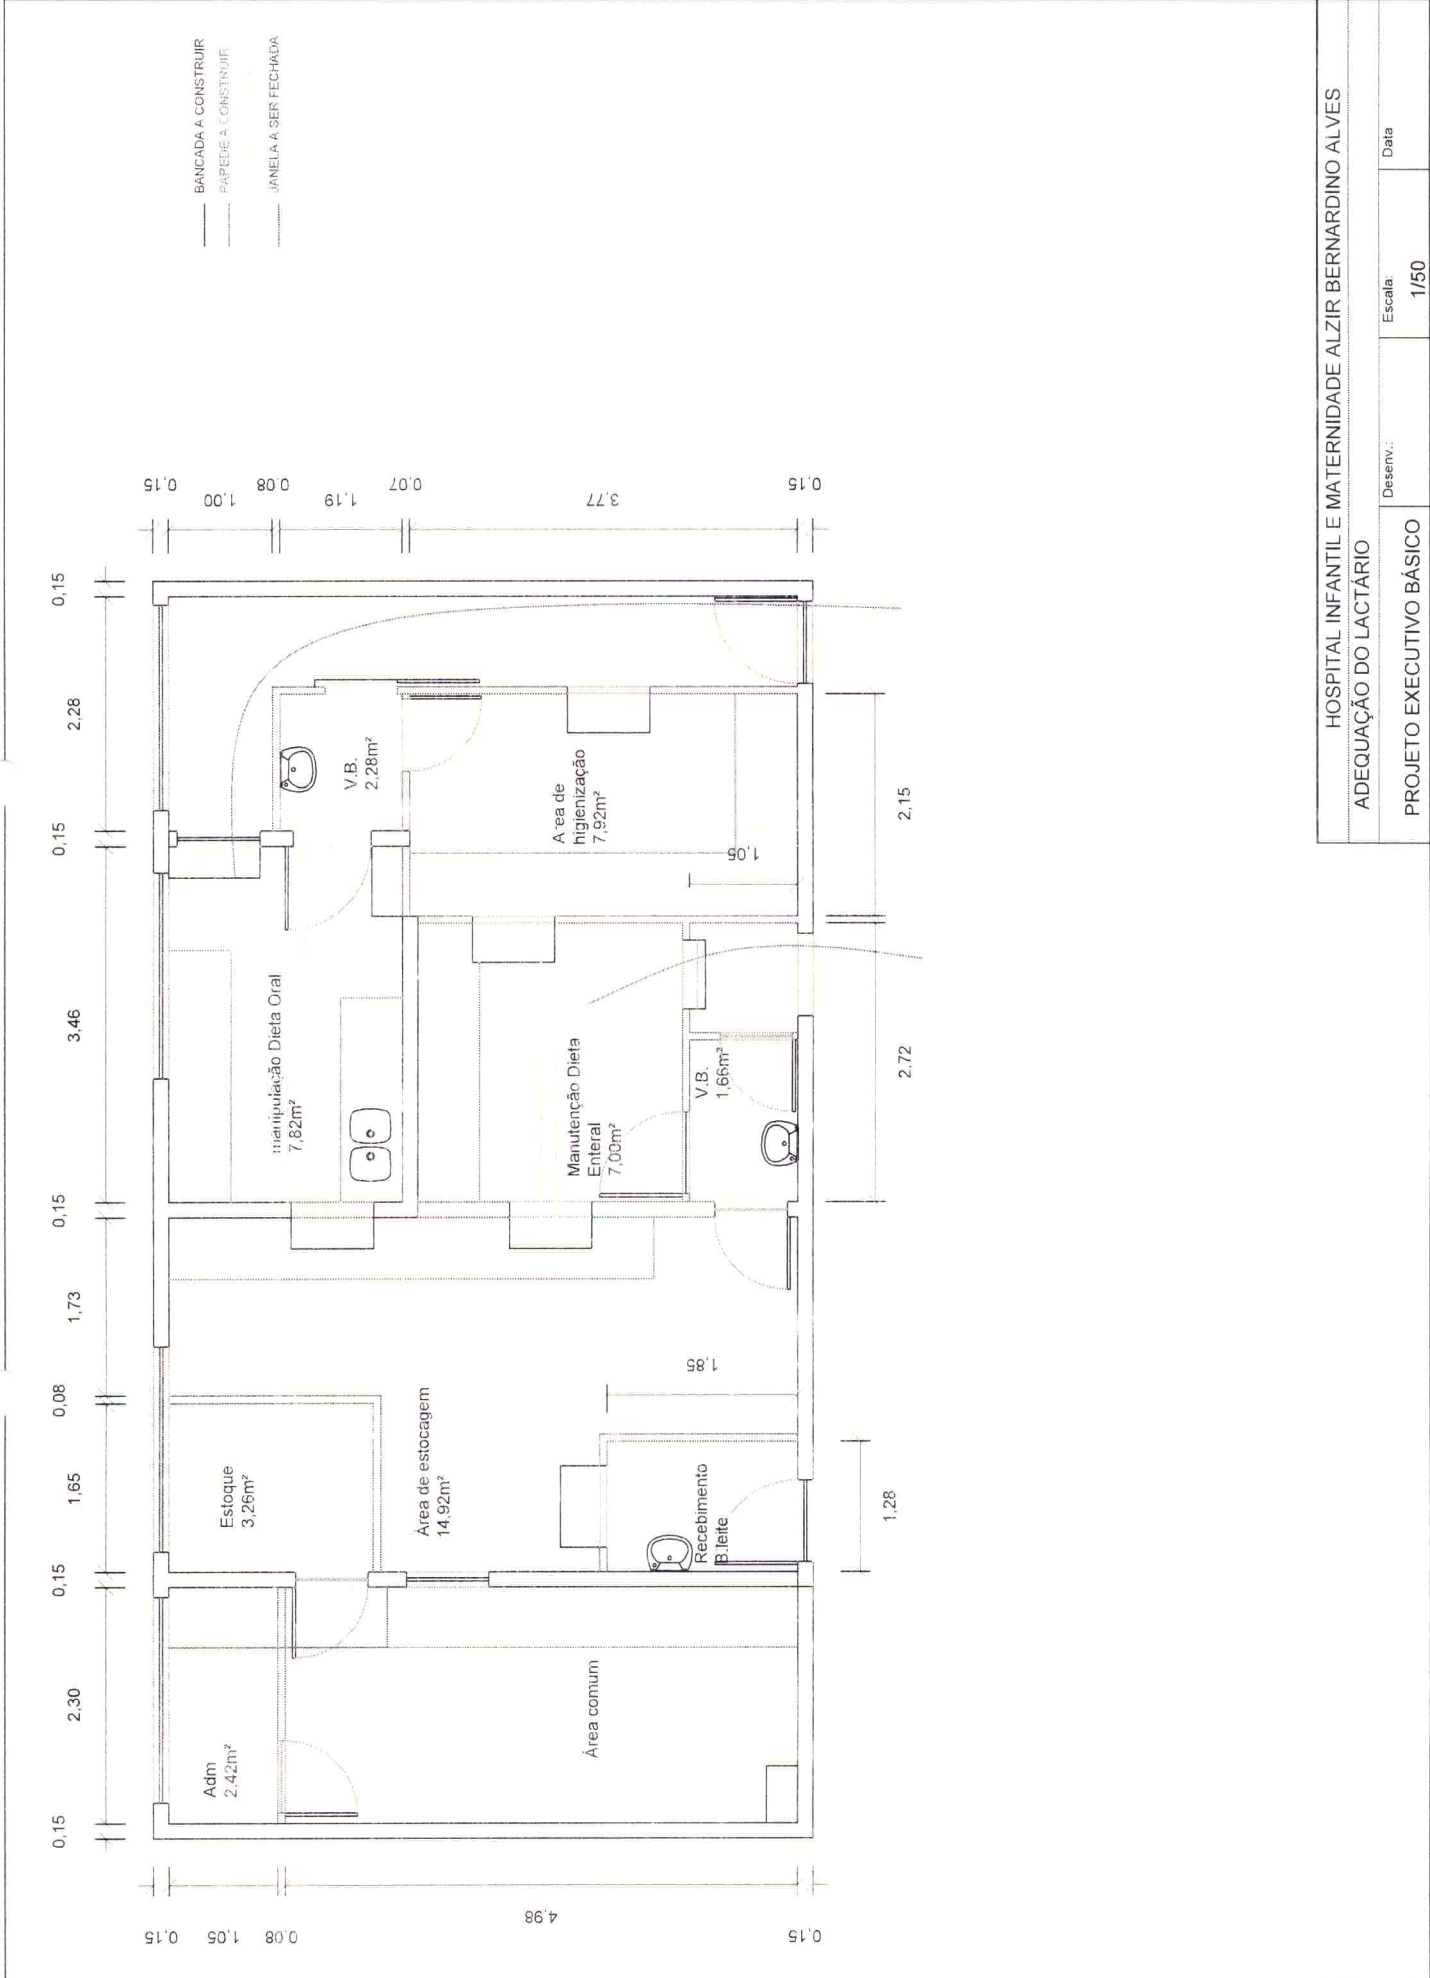 BANCADA A CONSTRUIR
PAREDE A CONSTRUIR
JANELA A SER FECHADA
0,15
2,30
0,15
1,65
0,08
1,73
0,15
3,46
0,15
2,28
0,15
0,15
1,05
0,08
4,98
0,15
0,15
1,00
0,08
1,19
0,07
3,77
0,15
Adm
2,42m²
Área comum
Estoque
3,26m²
Área de estocagem
14,92m²
Recebimento
B.leite
1,85
1,28
manipulação Dieta Oral
7,82m²
Manutenção Dieta
Enteral
7,00m²
V.B.
1,66m²
V.B.
2,28m²
Área de
higienização
7,92m²
1,05
2,72
2,15
HOSPITAL INFANTIL E MATERNIDADE ALZIR BERNARDINO ALVES
ADEQUAÇÃO DO LACTÁRIO
PROJETO EXECUTIVO BÁSICO
Desenv.:
Escala:
1/50
Data